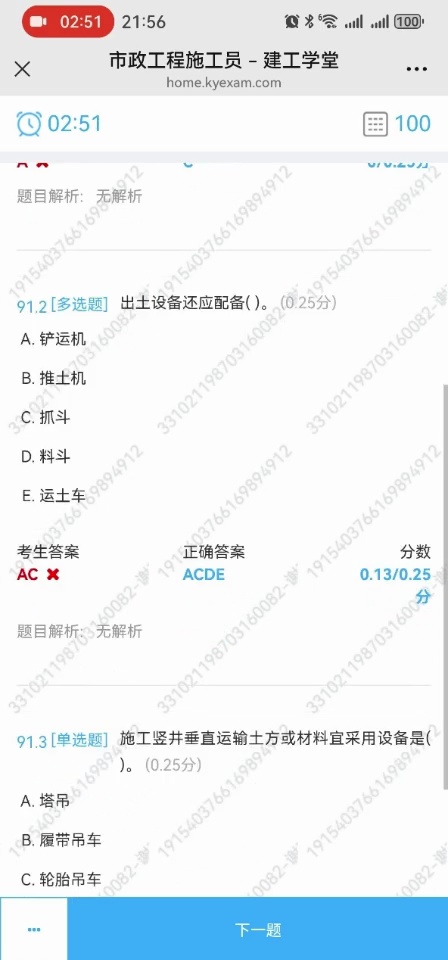 02:51 21:56 100
市政工程施工员 – 建工学堂
home.kyexam.com
02:51 100
题目解析: 无解析
91.2 [多选题] 出土设备还应配备( )。 (0.25分)
A. 铲运机
B. 推土机
C. 抓斗
D. 料斗
E. 运土车
考生答案 正确答案 分数
AC ✖ ACDE 0.13/0.25
分
题目解析: 无解析
91.3 [单选题] 施工竖井垂直运输土方或材料宜采用设备是(
)。 (0.25分)
A. 塔吊
B. 履带吊车
C. 轮胎吊车
... 下一题